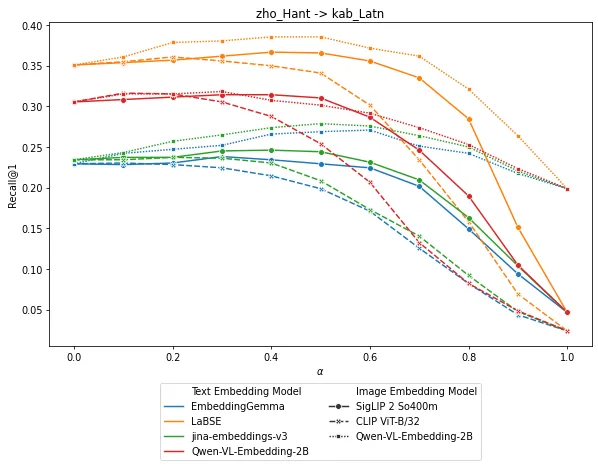 zho_Hant -> kab_Latn
Recall@1
0.40
0.35
0.30
0.25
0.20
0.15
0.10
0.05
0.0 0.2 0.4 0.6 0.8 1.0
α
Text Embedding Model Image Embedding Model
EmbeddingGemma SigLIP 2 So400m
LaBSE CLIP ViT-B/32
jina-embeddings-v3 Qwen-VL-Embedding-2B
Qwen-VL-Embedding-2B